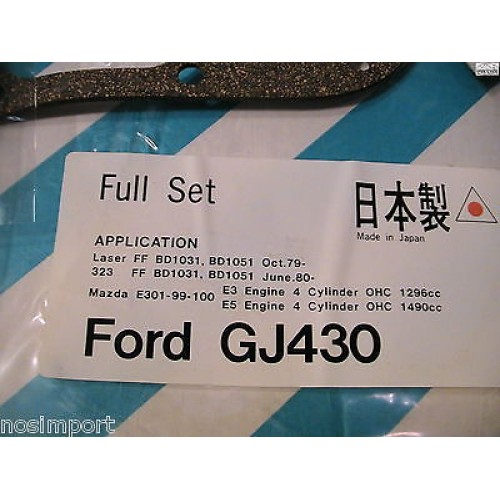 Full Set
日本製
Made in Japan
APPLICATION
Laser FF BD1031, BD1051 Oct.79-
323 FF BD1031, BD1051 June.80-
Mazda E301-99-100 E3 Engine 4 Cylinder OHC 1296cc
E5 Engine 4 Cylinder OHC 1490cc
Ford GJ430
nosimport